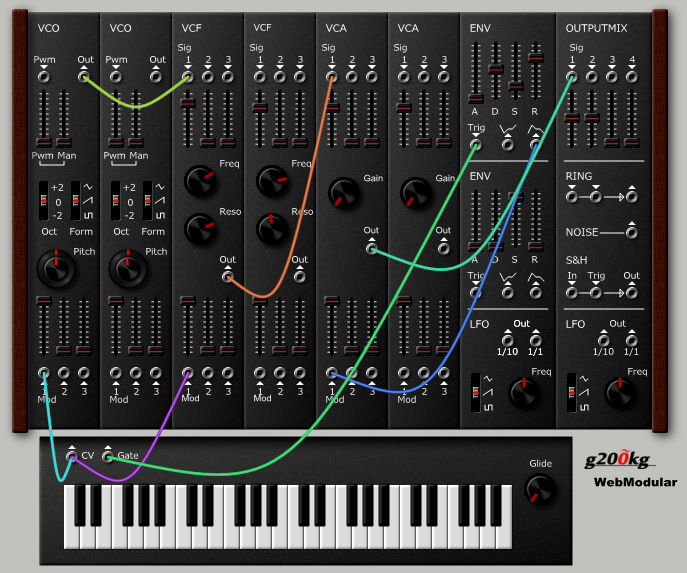 VCO VCO VCF VCF VCA VCA ENV OUTPUTMIX
Pwm Out Pwm Out Sig 1 2 3 Sig 1 2 3 Sig 1 2 3 Sig 1 2 3 Sig 1 2 3 4
A D S R
Trig
Pwm Man Pwm Man
Freq Freq Gain Gain ENV RING
+2 0 -2 +2 0 -2
Oct Form Oct Form
Reso Reso Out Out NOISE
Pitch Pitch
Out Out A D S R S&H
Trig In Trig Out
LFO Out LFO Out
1/10 1/1 1/10 1/1
1 2 3 1 2 3 1 2 3 1 2 3 1 2 3 1 2 3
Mod Mod Mod Mod Mod Mod
Freq Freq
CV Gate
Glide
g200kg
WebModular